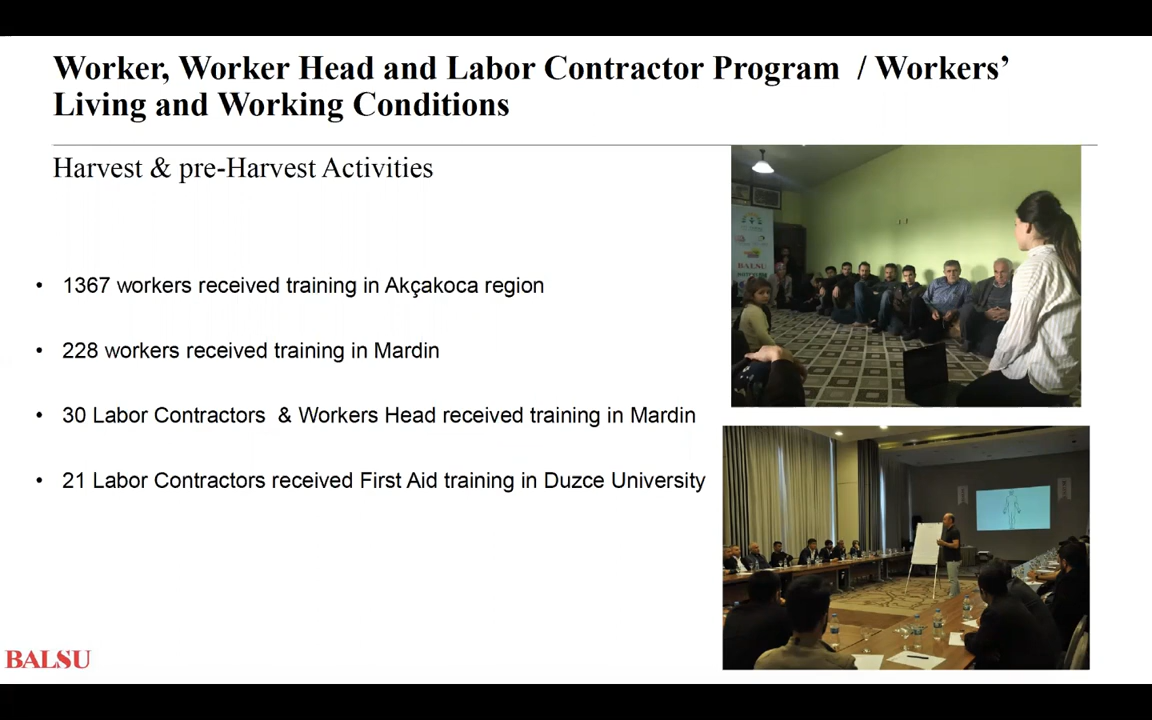 Worker, Worker Head and Labor Contractor Program / Workers’
Living and Working Conditions
Harvest & pre-Harvest Activities
• 1367 workers received training in Akçakoca region
• 228 workers received training in Mardin
• 30 Labor Contractors & Workers Head received training in Mardin
• 21 Labor Contractors received First Aid training in Duzce University
BALSU
BALSU